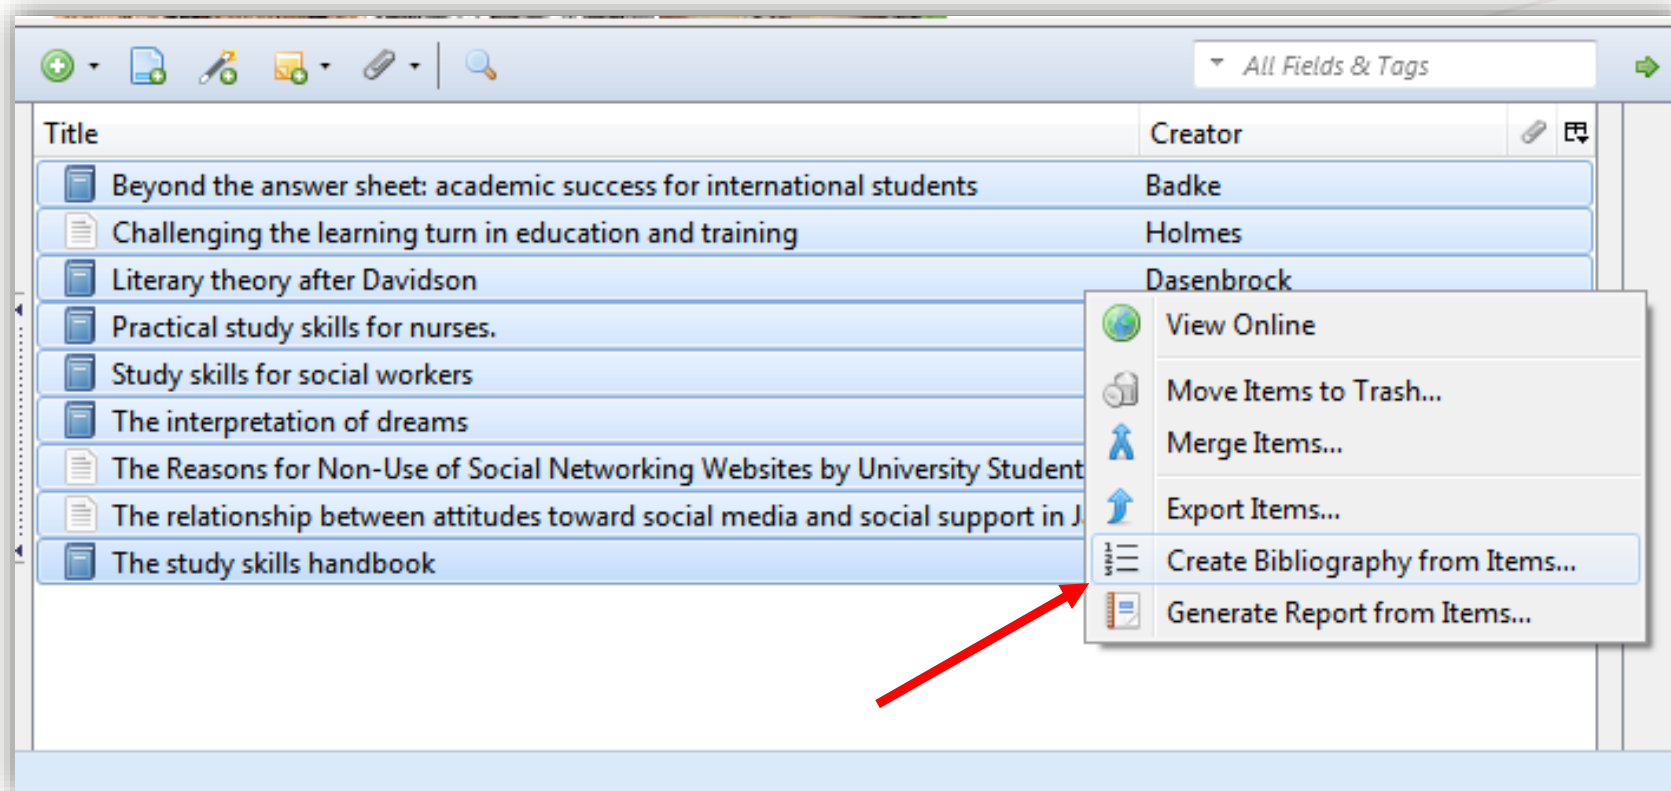 All Fields & Tags
Title Creator
Beyond the answer sheet: academic success for international students Badke
Challenging the learning turn in education and training Holmes
Literary theory after Davidson Dasenbrock
Practical study skills for nurses.
Study skills for social workers
The interpretation of dreams
The Reasons for Non-Use of Social Networking Websites by University Student
The relationship between attitudes toward social media and social support in J
The study skills handbook
View Online
Move Items to Trash...
Merge Items...
Export Items...
Create Bibliography from Items...
Generate Report from Items...